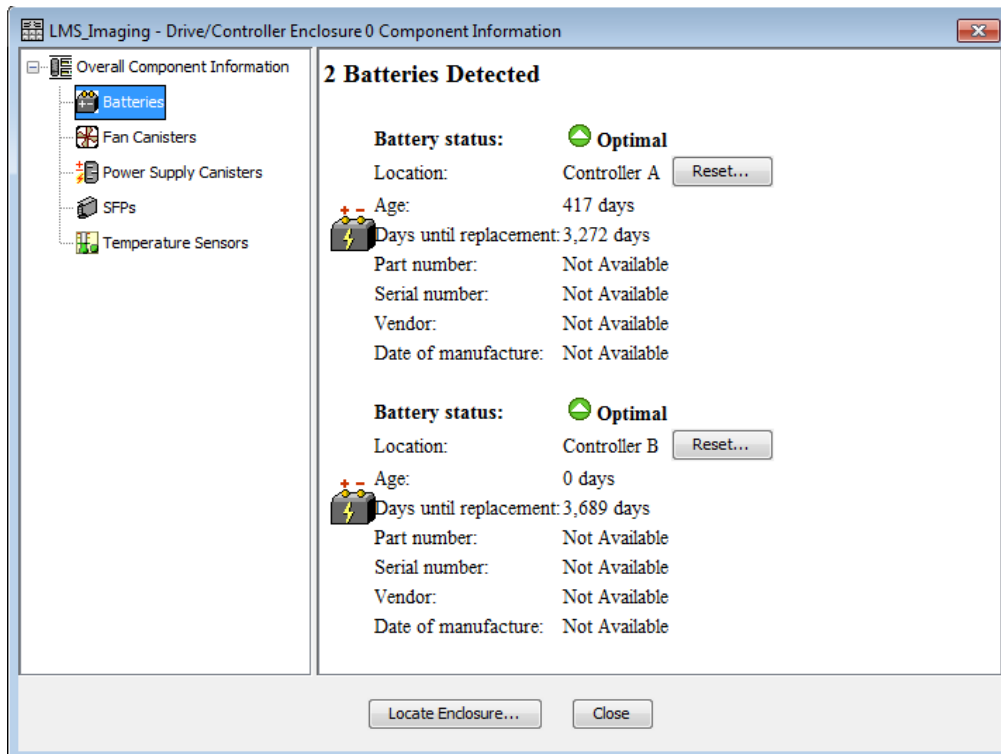 LMS_Imaging - Drive/Controller Enclosure 0 Component Information
Overall Component Information
Batteries
Fan Canisters
Power Supply Canisters
SFPs
Temperature Sensors
2 Batteries Detected
Battery status: Optimal
Location: Controller A Reset...
Age: 417 days
Days until replacement: 3,272 days
Part number: Not Available
Serial number: Not Available
Vendor: Not Available
Date of manufacture: Not Available
Battery status: Optimal
Location: Controller B Reset...
Age: 0 days
Days until replacement: 3,689 days
Part number: Not Available
Serial number: Not Available
Vendor: Not Available
Date of manufacture: Not Available
Locate Enclosure... Close